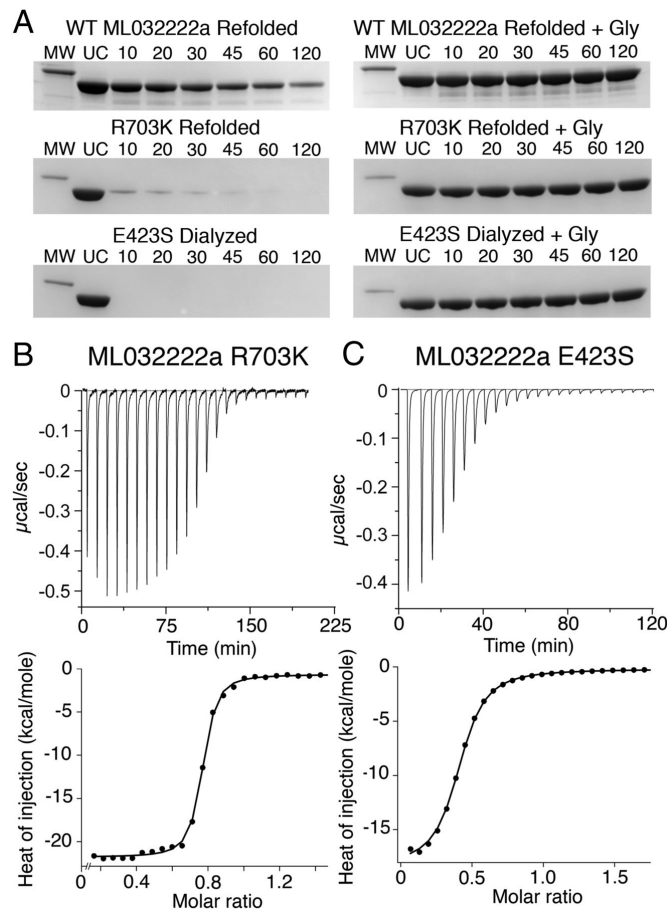 A
WT ML032222a Refolded
MW UC 10 20 30 45 60 120
R703K Refolded
MW UC 10 20 30 45 60 120
E423S Dialyzed
MW UC 10 20 30 45 60 120
WT ML032222a Refolded + Gly
MW UC 10 20 30 45 60 120
R703K Refolded + Gly
MW UC 10 20 30 45 60 120
E423S Dialyzed + Gly
MW UC 10 20 30 45 60 120
B
ML032222a R703K
0
-0.1
-0.2
-0.3
-0.4
-0.5
µcal/sec
0 75 150 225
Time (min)
0
-5
-10
-15
-20
Heat of injection (kcal/mole)
0 0.4 0.8 1.2
Molar ratio
C
ML032222a E423S
0
-0.1
-0.2
-0.3
-0.4
µcal/sec
0 40 80 120
Time (min)
0
-5
-10
-15
Heat of injection (kcal/mole)
0 0.5 1.0 1.5
Molar ratio